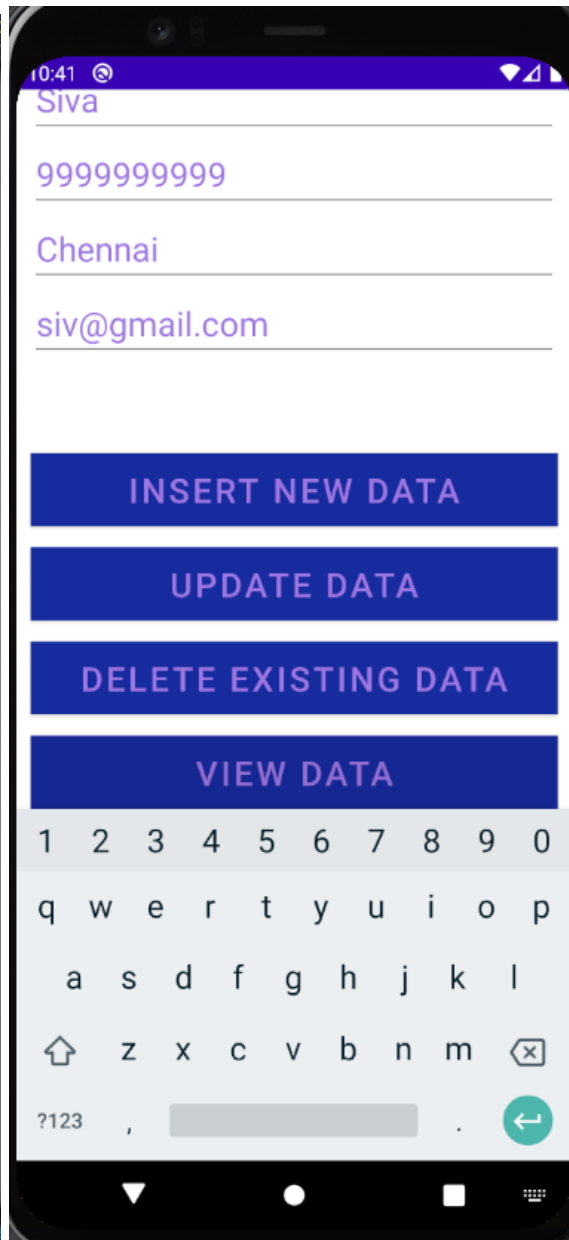 10:41
Siva
9999999999
Chennai
siv@gmail.com
INSERT NEW DATA
UPDATE DATA
DELETE EXISTING DATA
VIEW DATA
1 2 3 4 5 6 7 8 9 0
q w e r t y u i o p
a s d f g h j k l
z x c v b n m
?123 , .